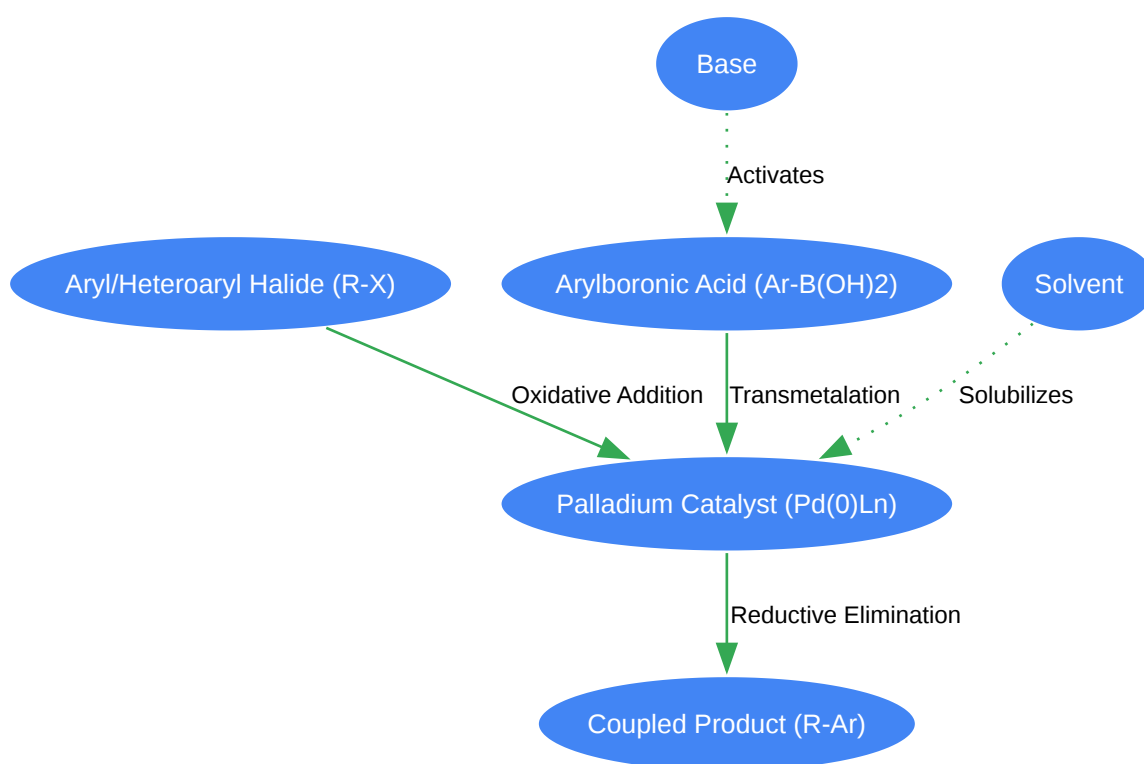 Base
Activates
Aryl/Heteroaryl Halide (R-X)
Arylboronic Acid (Ar-B(OH)2)
Solvent
Oxidative Addition
Transmetalation
Solubilizes
Palladium Catalyst (Pd(0)Ln)
Reductive Elimination
Coupled Product (R-Ar)